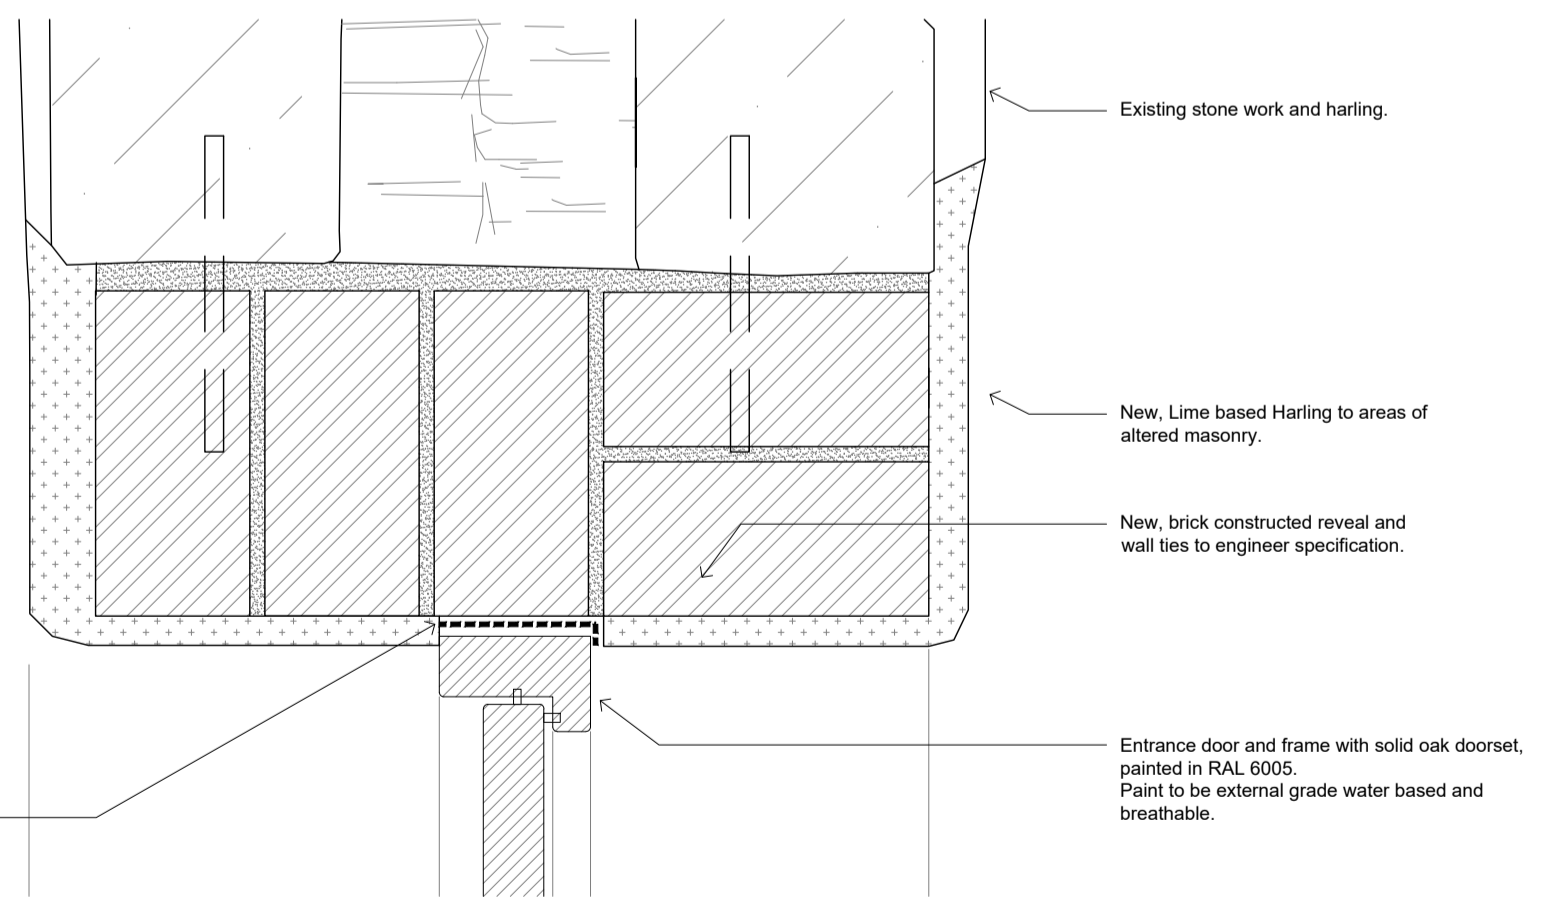 Existing stone work and harling.
New, Lime based Harling to areas of
altered masonry.
New, brick constructed reveal and
wall ties to engineer specification.
Entrance door and frame with solid oak doorset,
painted in RAL 6005.
Paint to be external grade water based and
breathable.